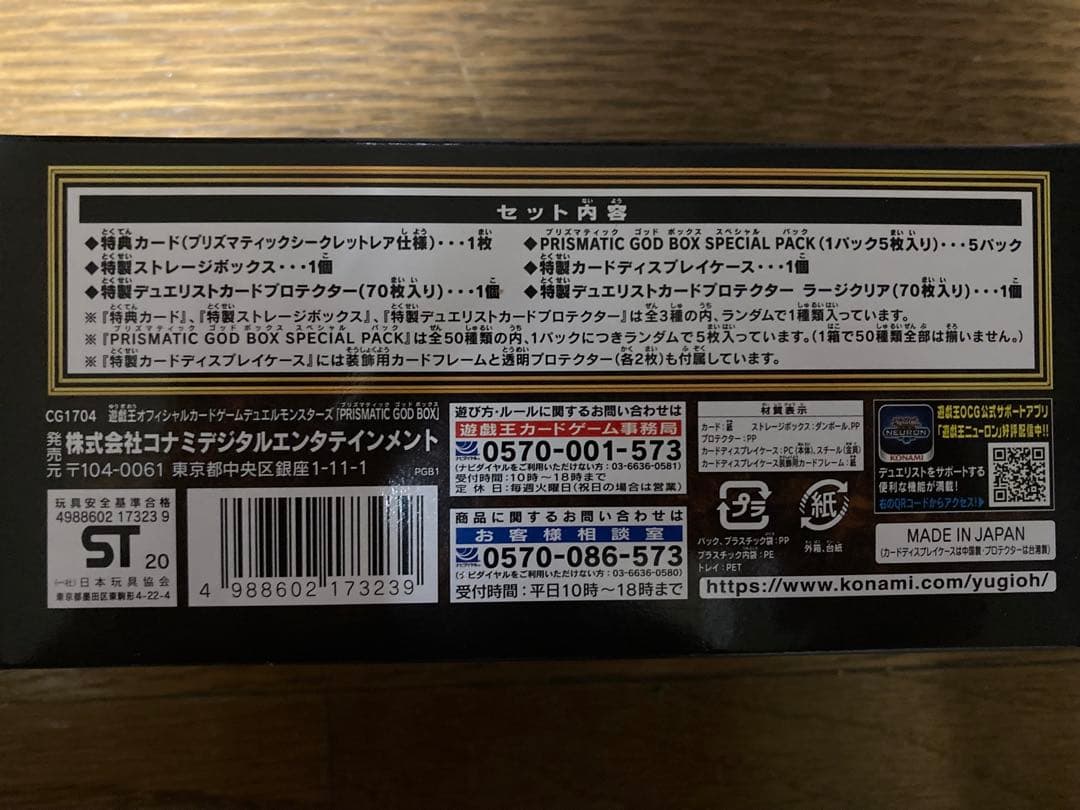 セット内容
◆特典カード(プリズマティックシークレットレア仕様)・・・1枚
◆PRISMATIC GOD BOX SPECIAL PACK(1パック5枚入り)・・・5パック
◆特製ストレージボックス・・・1個
◆特製カードディスプレイケース・・・1個
◆特製デュエリストカードプロテクター(70枚入り)・・・1個
◆特製デュエリストカードプロテクター ラージクリア(70枚入り)・・・1個
※『特典カード』、『特製ストレージボックス』、『特製デュエリストカードプロテクター』は全3種の内、ランダムで1種類入っています。
※『PRISMATIC GOD BOX SPECIAL PACK』は全50種類の内、1パックにつきランダムで5枚入っています。(1箱で50種類全部は揃いません。)
※『特製カードディスプレイケース』には装飾用カードフレームと透明プロテクター(各2枚)も付属しています。
CG1704 遊戯王オフィシャルカードゲームデュエルモンスターズ「PRISMATIC GOD BOX」
発売元 株式会社コナミデジタルエンタテインメント
〒104-0061 東京都中央区銀座1-11-1
PGB1
玩具安全基準合格
4988602 17323 9
ST 20
(一社)日本玩具協会
東京都墨田区東駒形4-22-4
4 988602 173239
遊び方・ルールに関するお問い合わせは
遊戯王カードゲーム事務局
ナビダイヤル 0570-001-573
(ナビダイヤルをご利用いただけない方:03-6636-0581)
受付時間:10時〜18時まで
定休日:毎週火曜日(祝日の場合は営業)
商品に関するお問い合わせは
お客様相談室
0570-086-573
(ナビダイヤルをご利用いただけない方:03-6636-0580)
受付時間:平日10時〜18時まで
材質表示
カード:紙 ストレージボックス:ダンボール,PP
プロテクター:PP
カードディスプレイケース:PC(本体),スチール(金具)
カードディスプレイケース装飾用カードフレーム:紙
プラ
紙
パック、プラスチック袋:PP
プラスチック内袋:PE
トレイ:PET
外箱、台紙
NEURON
KONAMI
遊戯王OCG公式サポートアプリ
「遊戯王ニューロン」好評配信中!!
デュエリストをサポートする
便利な機能が満載!
右のQRコードからアクセス!
MADE IN JAPAN
(カードディスプレイケースは中国製・プロテクターは台湾製)
https://www.konami.com/yugioh/